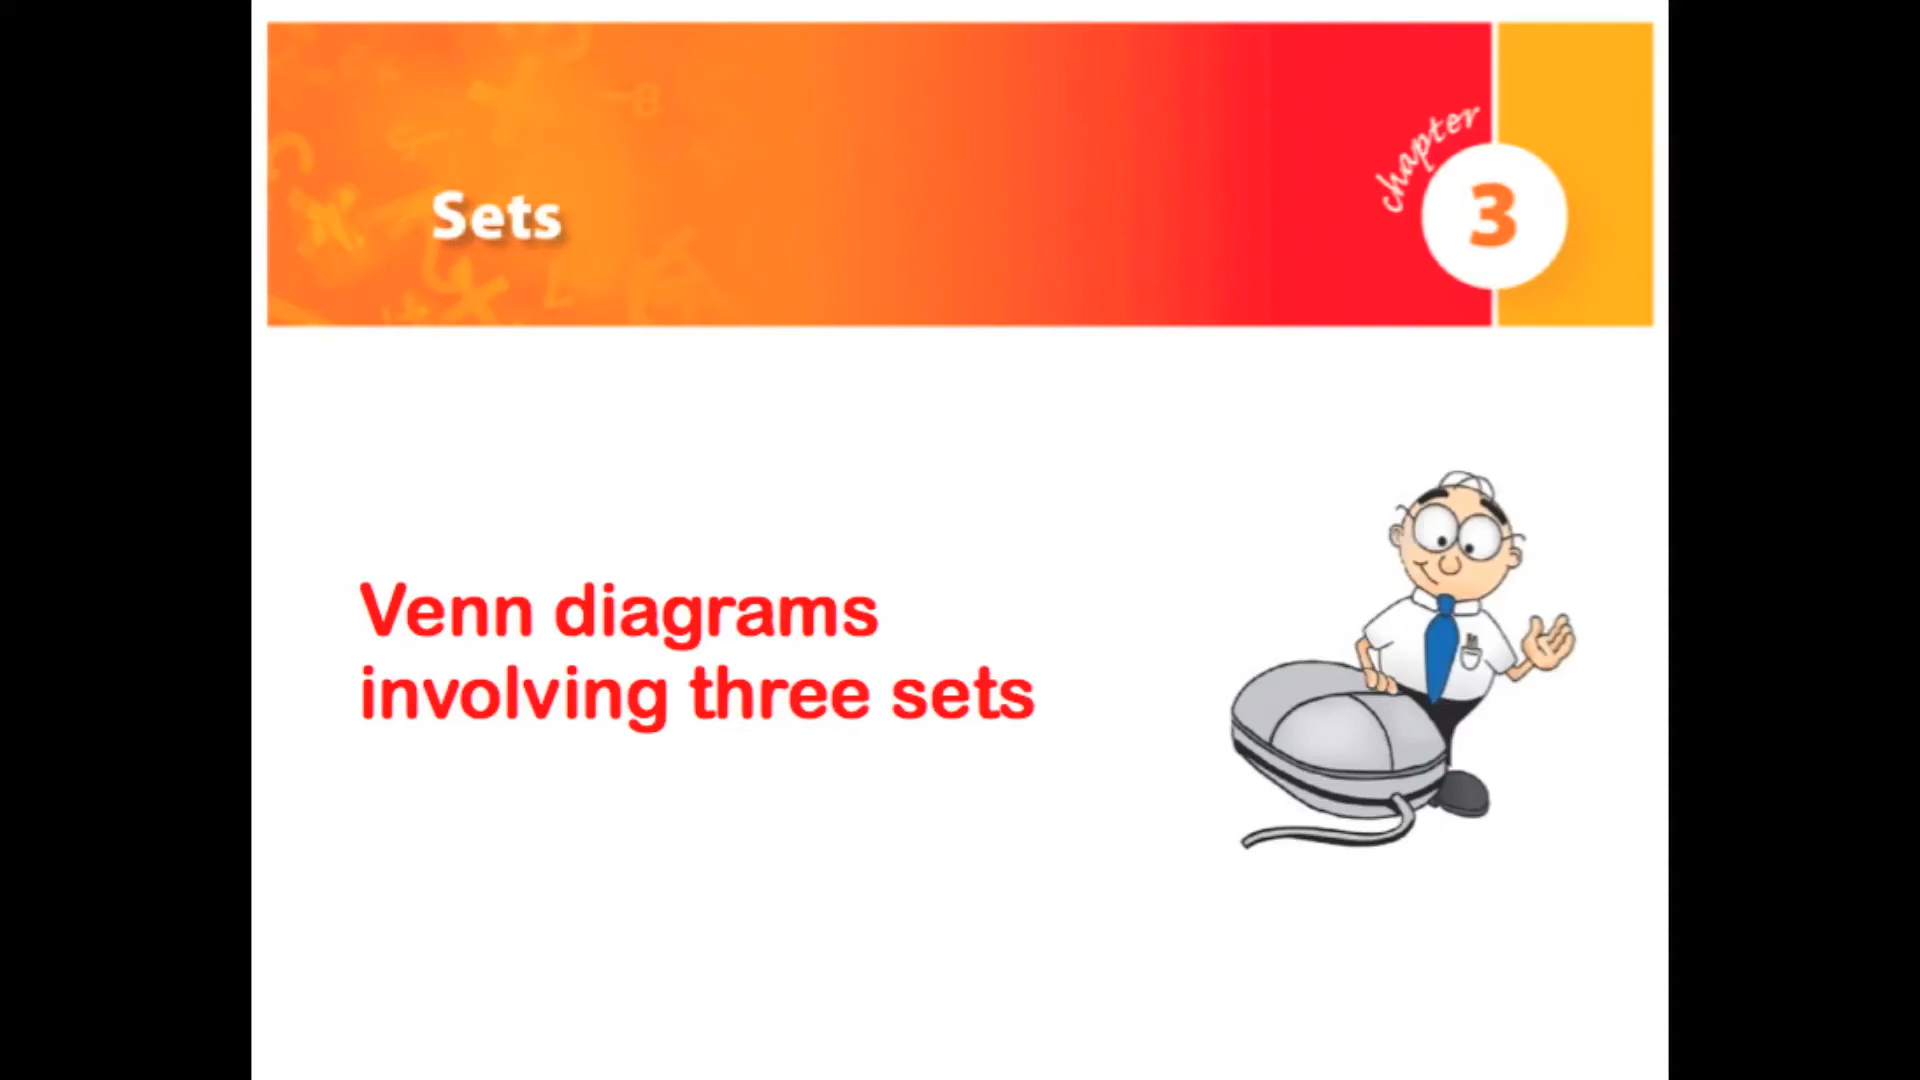 chapter
Sets
3
Venn diagrams
involving three sets